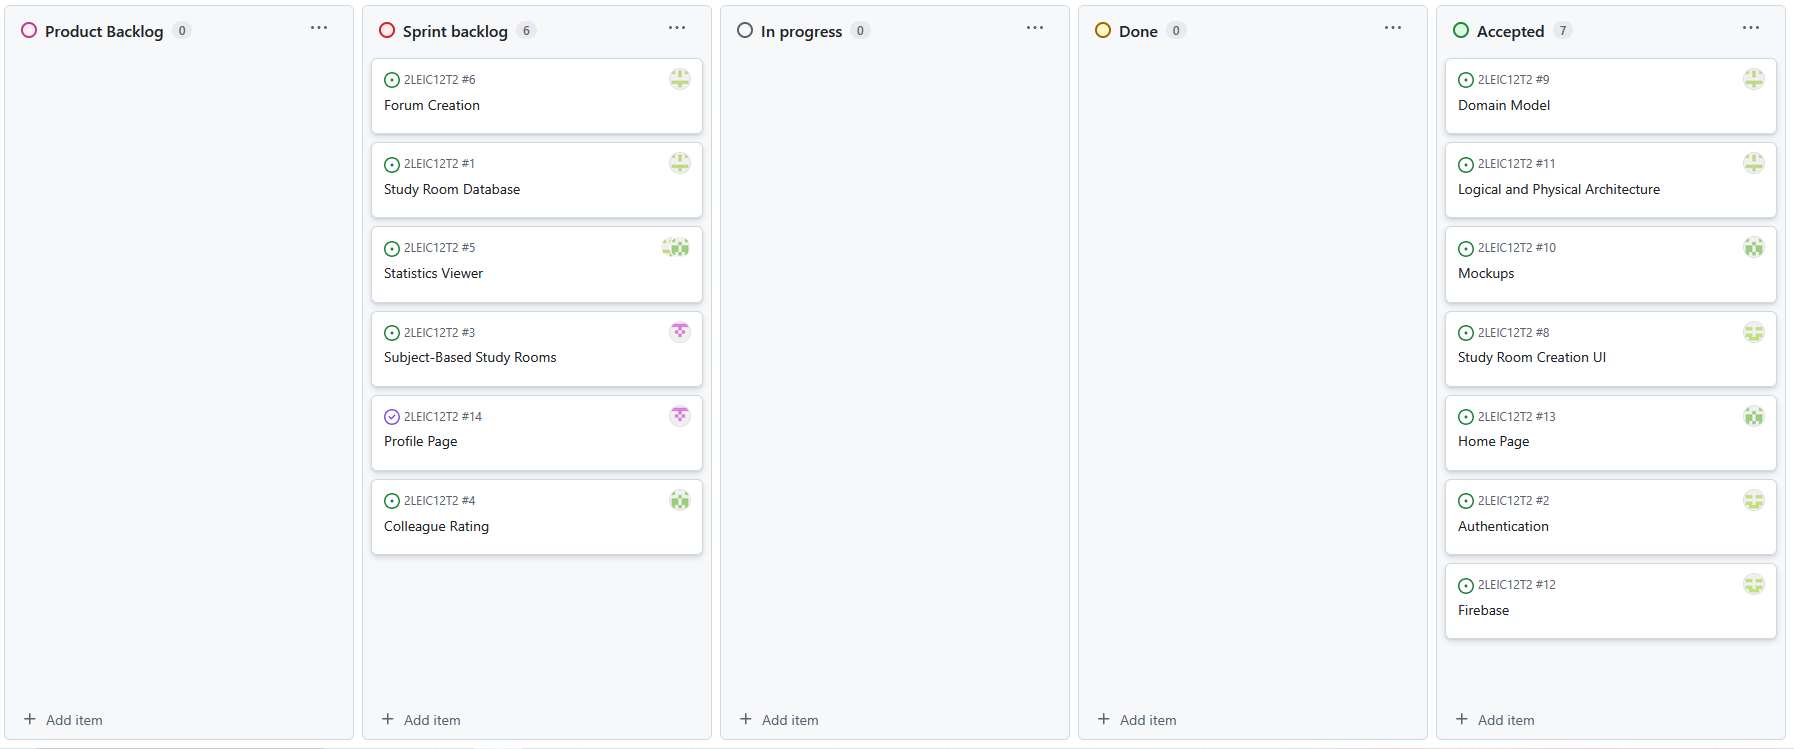 Product Backlog 0
Sprint backlog 6
In progress 0
Done 0
Accepted 7
2LEIC12T2 #6
Forum Creation
2LEIC12T2 #1
Study Room Database
2LEIC12T2 #5
Statistics Viewer
2LEIC12T2 #3
Subject-Based Study Rooms
2LEIC12T2 #14
Profile Page
2LEIC12T2 #4
Colleague Rating
2LEIC12T2 #9
Domain Model
2LEIC12T2 #11
Logical and Physical Architecture
2LEIC12T2 #10
Mockups
2LEIC12T2 #8
Study Room Creation UI
2LEIC12T2 #13
Home Page
2LEIC12T2 #2
Authentication
2LEIC12T2 #12
Firebase
+ Add item
+ Add item
+ Add item
+ Add item
+ Add item